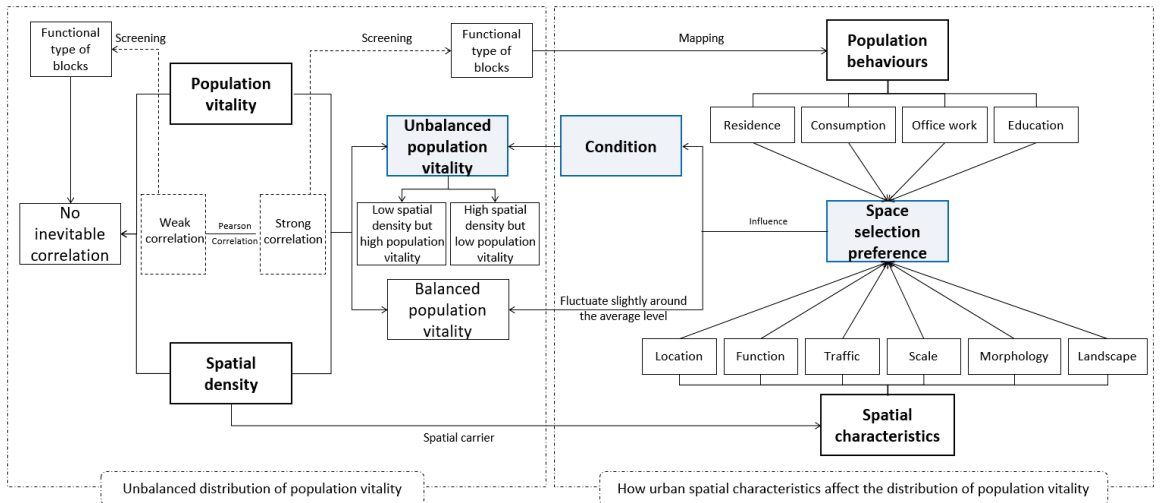 Functional
type of
blocks
Screening
Screening
Functional
type of
blocks
Mapping
Population
behaviours
Population
vitality
Residence
Consumption
Office work
Education
Unbalanced
population
vitality
Condition
Low spatial
density but
high population
vitality
High spatial
density but
low population
vitality
No
inevitable
correlation
Weak
correlation
Pearson
Correlation
Strong
correlation
Influence
Space
selection
preference
Balanced
population
vitality
Fluctuate slightly around
the average level
Spatial
density
Location
Function
Traffic
Scale
Morphology
Landscape
Spatial
characteristics
Spatial carrier
Unbalanced distribution of population vitality
How urban spatial characteristics affect the distribution of population vitality